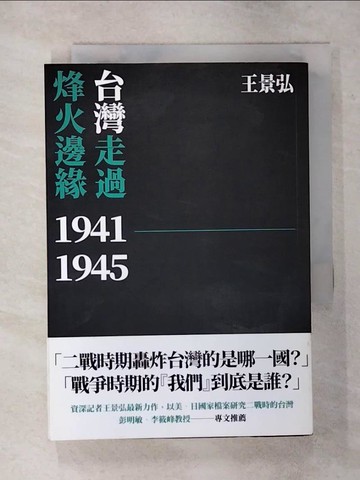 王景弘
台灣走過
烽火邊緣
1941
1945
「二戰時期轟炸台灣的是哪一國?」
「戰爭時期的『我們』到底是誰?」
資深記者王景弘最新力作,以美、日國家檔案研究二戰時的台灣
彭明敏、李筱峰教授———專文推薦